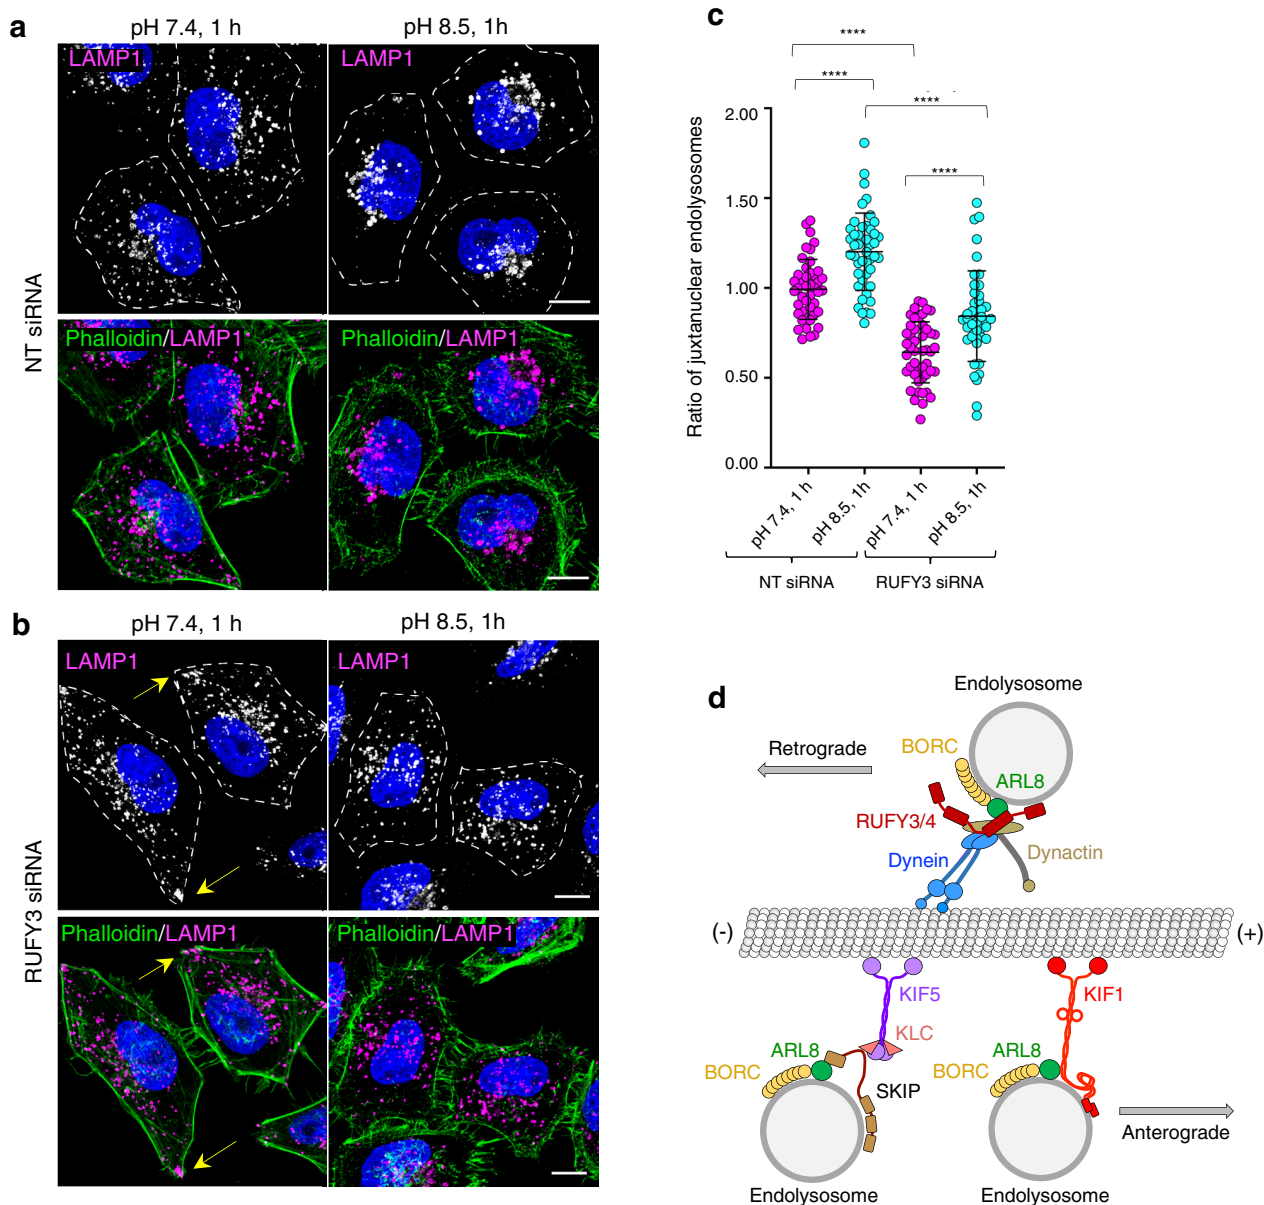 a
pH 7.4, 1 h
pH 8.5, 1h
LAMP1
LAMP1
Phalloidin/LAMP1
Phalloidin/LAMP1
NT siRNA
b
pH 7.4, 1 h
pH 8.5, 1h
LAMP1
LAMP1
Phalloidin/LAMP1
Phalloidin/LAMP1
RUFY3 siRNA
c
****
****
****
****
Ratio of juxtanuclear endolysosomes
2.00
1.50
1.00
0.50
0.00
pH 7.4, 1 h
pH 8.5, 1h
pH 7.4, 1 h
pH 8.5, 1h
NT siRNA
RUFY3 siRNA
d
Endolysosome
Retrograde
BORC
ARL8
RUFY3/4
Dynein
Dynactin
(-)
(+)
KIF5
KIF1
KLC
ARL8
BORC
SKIP
ARL8
BORC
Anterograde
Endolysosome
Endolysosome